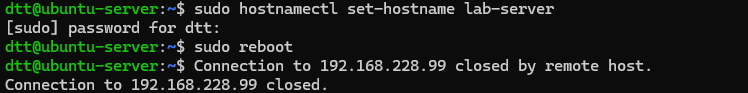 dtt@ubuntu-server:~$ sudo hostnamectl set-hostname lab-server
[sudo] password for dtt:
dtt@ubuntu-server:~$ sudo reboot
dtt@ubuntu-server:~$ Connection to 192.168.228.99 closed by remote host.
Connection to 192.168.228.99 closed.